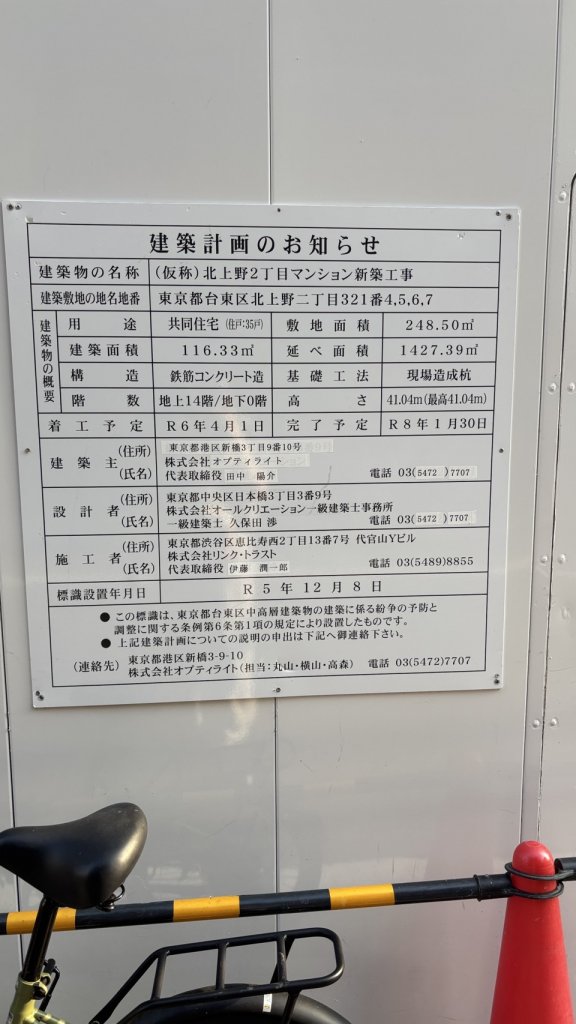 建築計画のお知らせ
建築物の名称 (仮称)北上野2丁目マンション新築工事
建築敷地の地名地番 東京都台東区北上野二丁目321番4,5,6,7
建築物の概要
用途 共同住宅 (住戸:35戸) 敷地面積 248.50㎡
建築面積 116.33㎡ 延べ面積 1427.39㎡
構造 鉄筋コンクリート造 基礎工法 現場造成杭
階数 地上14階/地下0階 高さ 41.04m(最高41.04m)
着工予定 R6年4月1日 完了予定 R8年1月30日
建築主 (住所) 東京都港区新橋3丁目9番10号
株式会社オプティライト
(氏名) 代表取締役 田中 陽介 電話 03(5472)7707
設計者 (住所) 東京都中央区日本橋3丁目3番9号
株式会社オールクリエーション一級建築士事務所
(氏名) 一級建築士 久保田 渉 電話 03(5472)7707
施工者 (住所) 東京都渋谷区恵比寿西2丁目13番7号 代官山Yビル
株式会社リンク・トラスト
(氏名) 代表取締役 伊藤 潤一郎 電話 03(5489)8855
標識設置年月日 R5年12月8日
● この標識は、東京都台東区中高層建築物の建築に係る紛争の予防と
調整に関する条例第6条第1項の規定により設置したものです。
● 上記建築計画についての説明の申出は下記へ御連絡下さい。
(連絡先) 東京都港区新橋3-9-10
株式会社オプティライト(担当:丸山・横山・高森) 電話 03(5472)7707